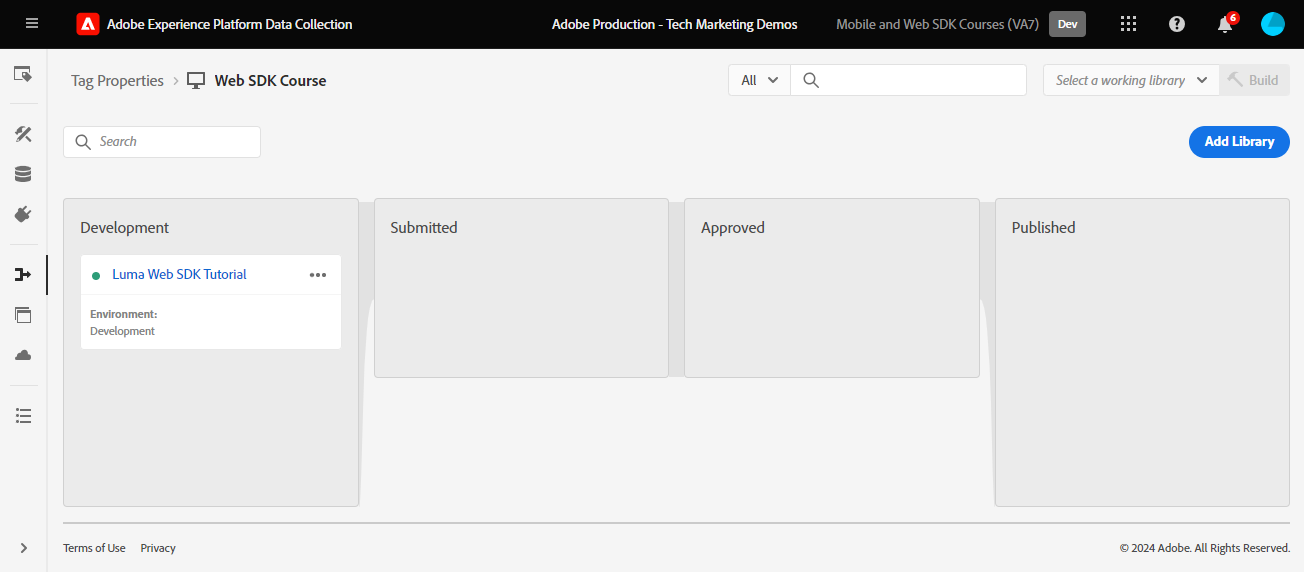 Adobe Experience Platform Data Collection
Adobe Production - Tech Marketing Demos
Mobile and Web SDK Courses (VA7)
Dev
6
Tag Properties
Web SDK Course
All
Select a working library
Build
Search
Add Library
Development
Submitted
Approved
Published
Luma Web SDK Tutorial
Environment:
Development
Terms of Use
Privacy
© 2024 Adobe. All Rights Reserved.